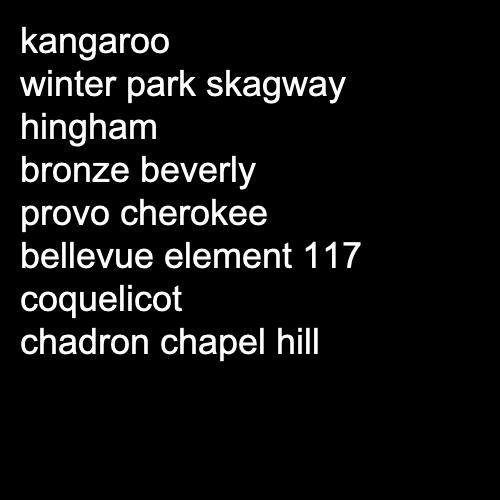 kangaroo
winter park skagway
hingham
bronze beverly
provo cherokee
bellevue element 117
coquelicot
chadron chapel hill